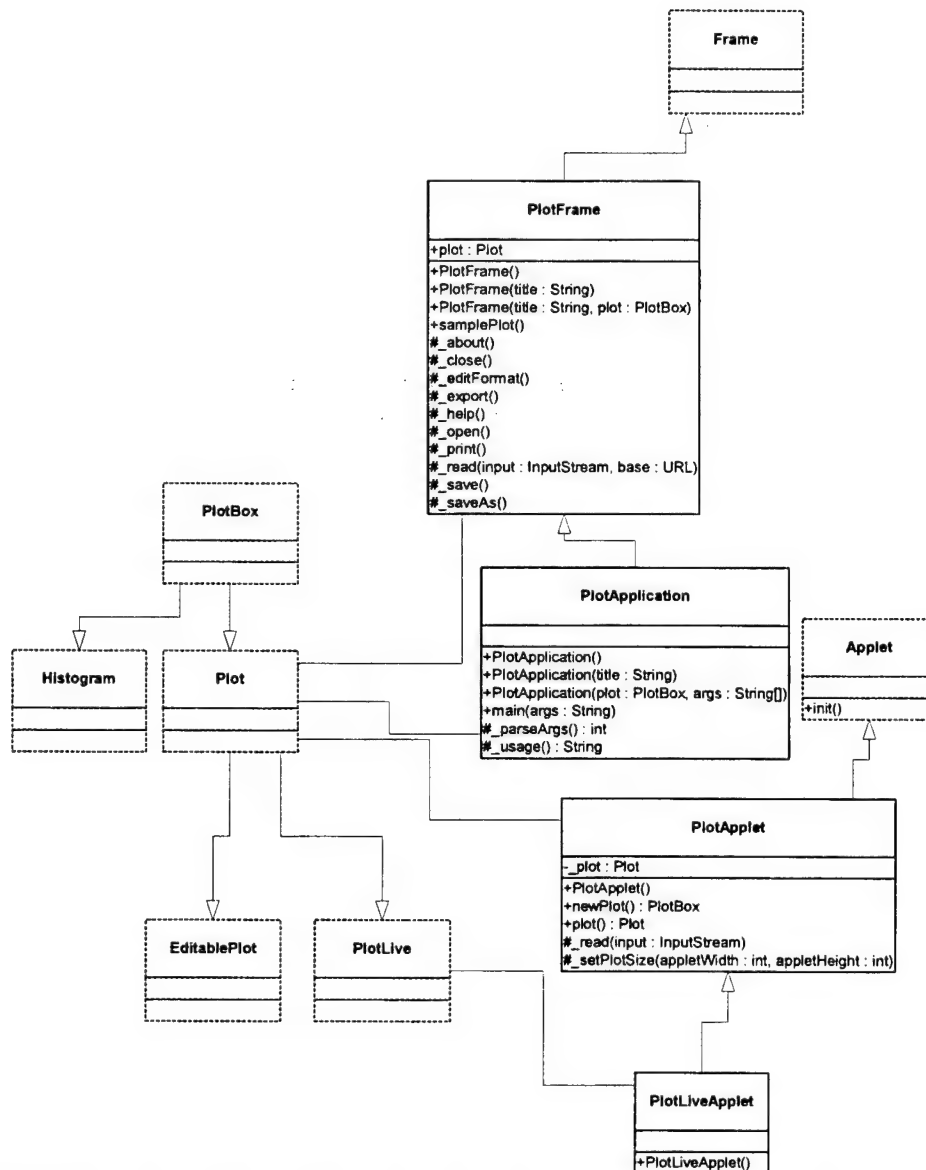 Frame
PlotFrame
+plot : Plot
+PlotFrame()
+PlotFrame(title : String)
+PlotFrame(title : String, plot : PlotBox)
+samplePlot()
#_about()
#_close()
#_editFormat()
#_export()
#_help()
#_open()
#_print()
#_read(input : InputStream, base : URL)
#_save()
#_saveAs()
PlotBox
PlotApplication
+PlotApplication()
+PlotApplication(title : String)
+PlotApplication(plot : PlotBox, args : String[])
+main(args : String)
#_parseArgs() : int
#_usage() : String
Applet
+init()
Histogram
Plot
PlotApplet
-_plot : Plot
+PlotApplet()
+newPlot() : PlotBox
+plot() : Plot
#_read(input : InputStream)
#_setPlotSize(appletWidth : int, appletHeight : int)
EditablePlot
PlotLive
PlotLiveApplet
+PlotLiveApplet()